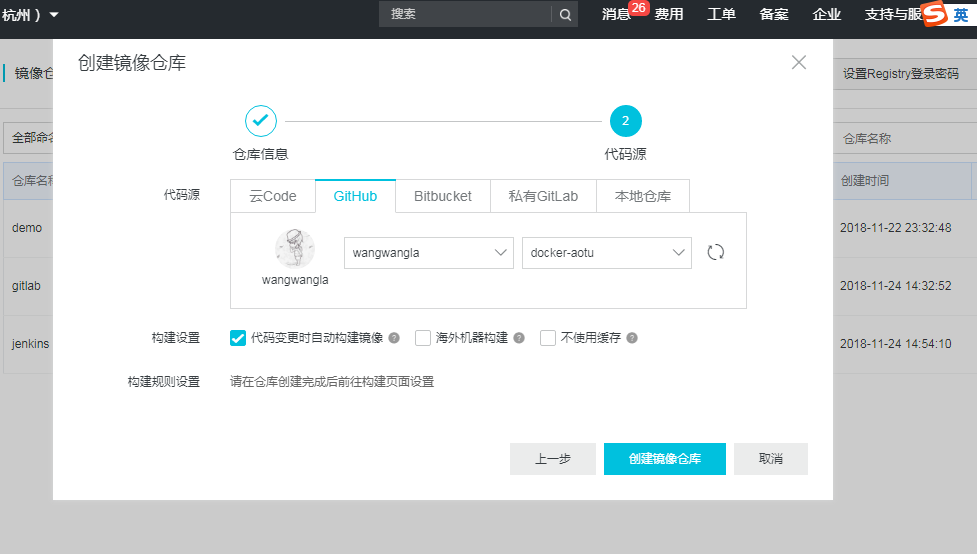 杭州） 搜索 消息 26 费用 工单 备案 企业 支持与服 英
创建镜像仓库
镜像仓 设置Registry登录密码
2
仓库信息 代码源
全部命名 仓库名称
仓库名称 创建时间
代码源 云Code GitHub Bitbucket 私有GitLab 本地仓库
demo 2018-11-22 23:32:48
wangwangla docker-aotu
wangwangla
gitlab 2018-11-24 14:32:52
构建设置 代码变更时自动构建镜像 ? 海外机器构建 ? 不使用缓存 ?
jenkins 2018-11-24 14:54:10
构建规则设置 请在仓库创建完成后前往构建页面设置
上一步 创建镜像仓库 取消